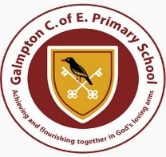 Galmpton C. of E. Primary School
Achieving and flourishing together in God's loving arms